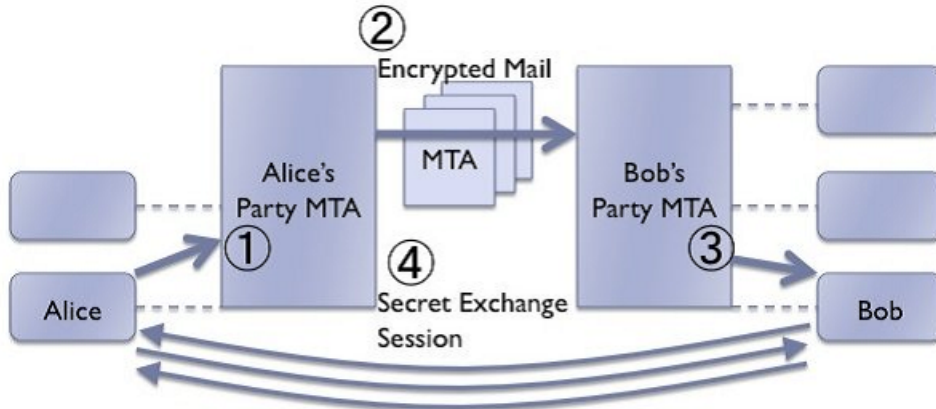 ②
Encrypted Mail
MTA
Alice's
Party MTA
①
Bob's
Party MTA
③
④
Secret Exchange
Session
Alice
Bob